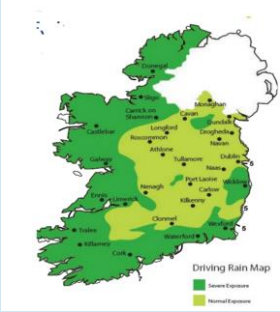 Donegal
Sligo
Monaghan
Carrick on
Shannon
Cavan
Dundalk
Castlebar
Longford
Drogheda
Roscommon
Navan
Athlone
Dublin
Galway
Tullamore
Naas
Port Laoise
Wicklow
Nenagh
Ennis
Carlow
Limerick
Kilkenny
Clonmel
Tralee
Wexford
Waterford
Killarney
Cork
Driving Rain Map
Severe Exposure
Normal Exposure